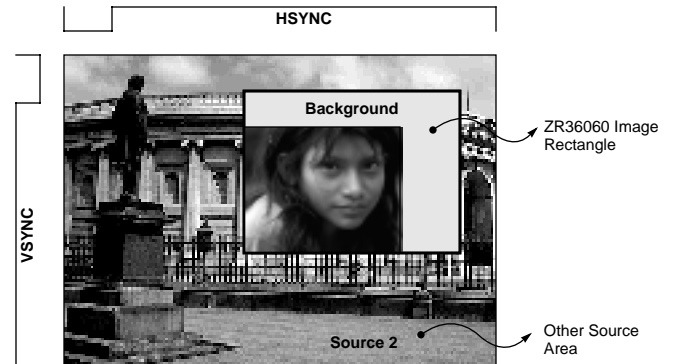 HSYNC
VSYNC
Background
ZR36060 Image
Rectangle
Source 2
Other Source
Area